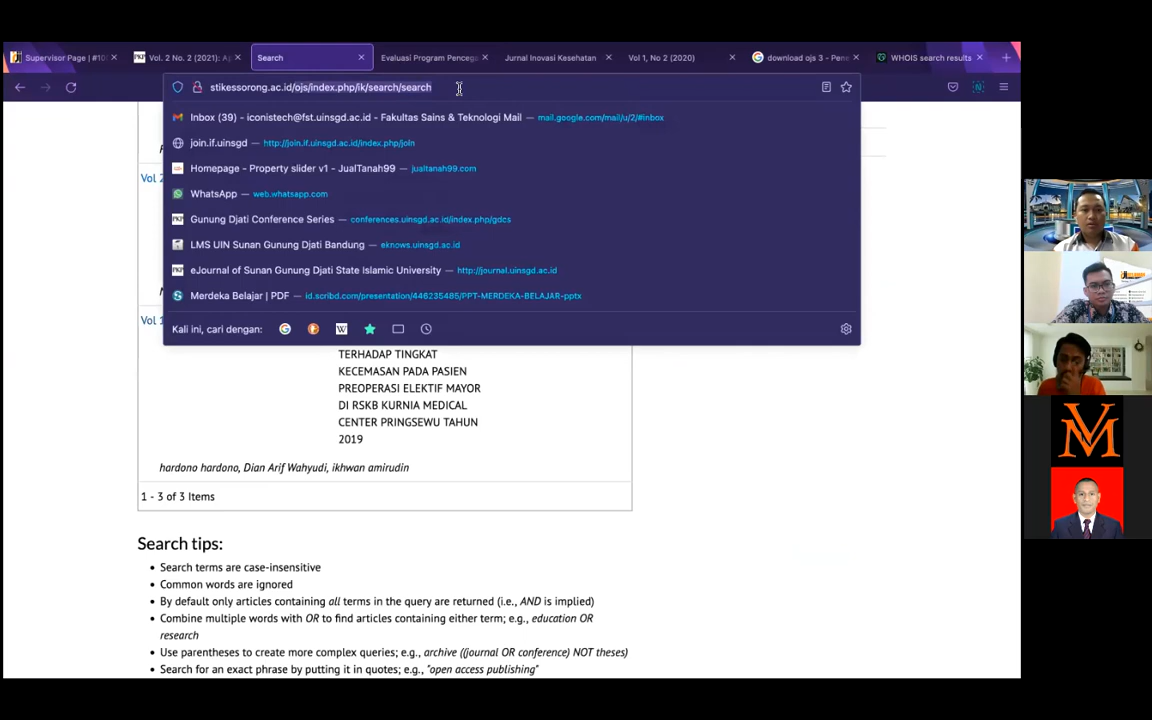 Supervisor Page | #10
Vol. 2 No. 2 (2021): A
Search
Evaluasi Program Pencega
Jurnal Inovasi Kesehatan
Vol 1, No 2 (2020)
download ojs 3 - Pen
WHOIS search results
stikessorong.ac.id/ojs/index.php/ik/search/search
Inbox (39) - iconistech@fst.uinsgd.ac.id - Fakultas Sains & Teknologi Mail — mail.google.com/mail/u/2/#inbox
join.if.uinsgd — http://join.if.uinsgd.ac.id/index.php/join
Homepage - Property slider v1 - JualTanah99 — jualtanah99.com
WhatsApp — web.whatsapp.com
Gunung Djati Conference Series — conferences.uinsgd.ac.id/index.php/gdcs
LMS UIN Sunan Gunung Djati Bandung — eknows.uinsgd.ac.id
eJournal of Sunan Gunung Djati State Islamic University — http://journal.uinsgd.ac.id
Merdeka Belajar | PDF — id.scribd.com/presentation/446235485/PPT-MERDEKA-BELAJAR-pptx
Kali ini, cari dengan:
Vol 2
Vol 1
TERHADAP TINGKAT
KECEMASAN PADA PASIEN
PREOPERASI ELEKTIF MAYOR
DI RSKB KURNIA MEDICAL
CENTER PRINGSEWU TAHUN
2019
hardono hardono, Dian Arif Wahyudi, ikhwan amirudin
1 - 3 of 3 Items
Search tips:
• Search terms are case-insensitive
• Common words are ignored
• By default only articles containing all terms in the query are returned (i.e., AND is implied)
• Combine multiple words with OR to find articles containing either term; e.g., education OR
research
• Use parentheses to create more complex queries; e.g., archive ((journal OR conference) NOT theses)
• Search for an exact phrase by putting it in quotes; e.g., "open access publishing"